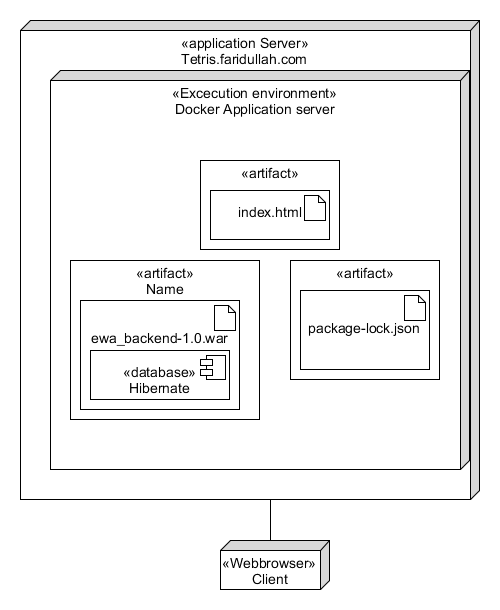 «application Server»
Tetris.faridullah.com
«Excecution environment»
Docker Application server
«artifact»
index.html
«artifact»
Name
ewa_backend-1.0.war
«database»
Hibernate
«artifact»
package-lock.json
«Webbrowser»
Client